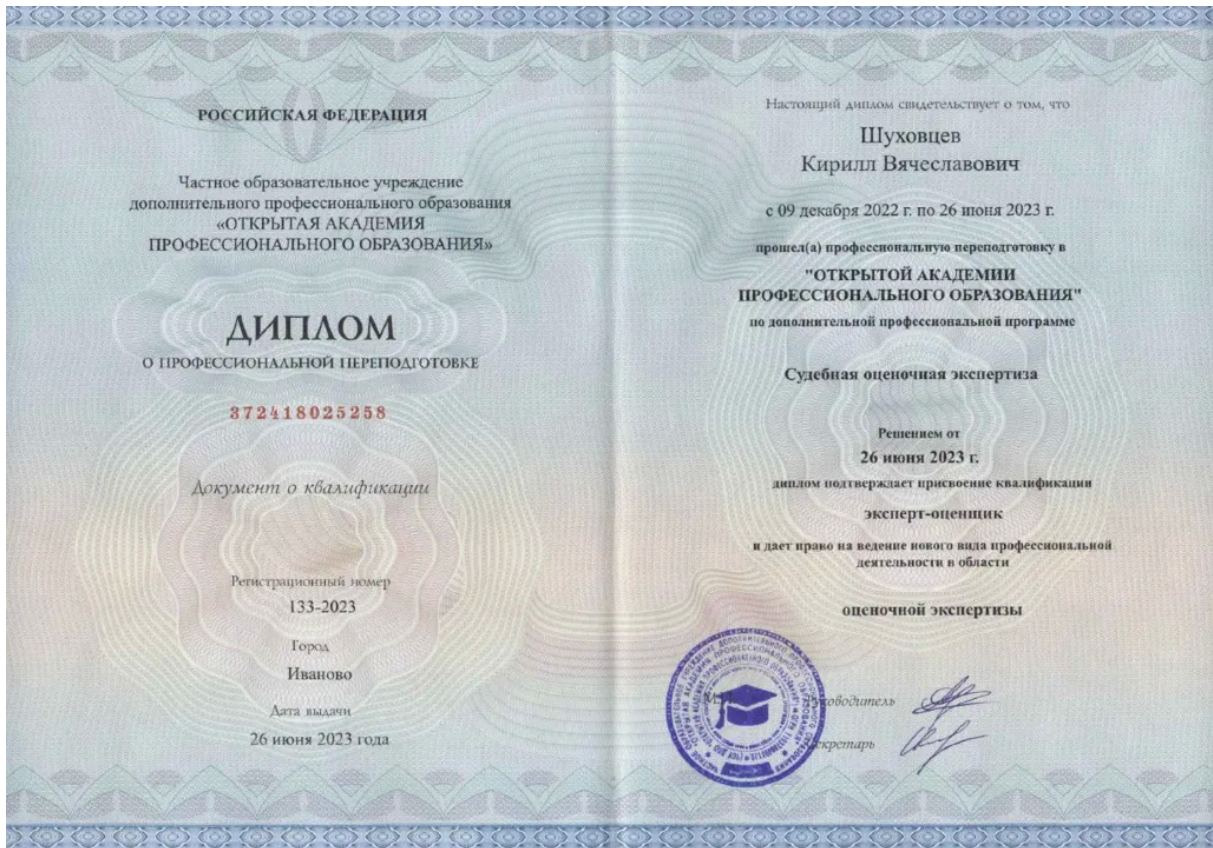 РОССИЙСКАЯ ФЕДЕРАЦИЯ
Частное образовательное учреждение
дополнительного профессионального образования
«ОТКРЫТАЯ АКАДЕМИЯ
ПРОФЕССИОНАЛЬНОГО ОБРАЗОВАНИЯ»
ДИПЛОМ
О ПРОФЕССИОНАЛЬНОЙ ПЕРЕПОДГОТОВКЕ
372418025258
Документ о квалификации
Регистрационный номер
133-2023
Город
Иваново
Дата выдачи
26 июня 2023 года
Настоящий диплом свидетельствует о том, что
Шуховцев
Кирилл Вячеславович
с 09 декабря 2022 г. по 26 июня 2023 г.
прошел(а) профессиональную переподготовку в
"ОТКРЫТОЙ АКАДЕМИИ
ПРОФЕССИОНАЛЬНОГО ОБРАЗОВАНИЯ"
по дополнительной профессиональной программе
Судебная оценочная экспертиза
Решением от
26 июня 2023 г.
диплом подтверждает присвоение квалификации
эксперт-оценщик
и дает право на ведение нового вида профессиональной
деятельности в области
оценочной экспертизы
Руководитель
Секретарь